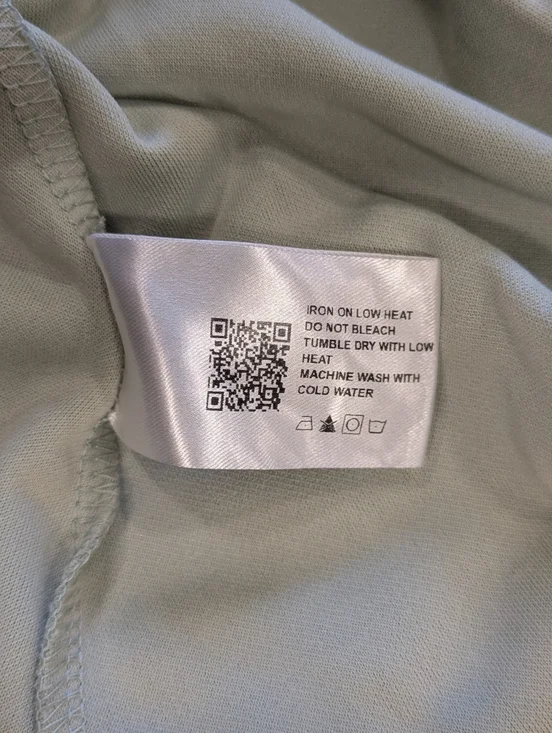 IRON ON LOW HEAT
DO NOT BLEACH
TUMBLE DRY WITH LOW
HEAT
MACHINE WASH WITH
COLD WATER